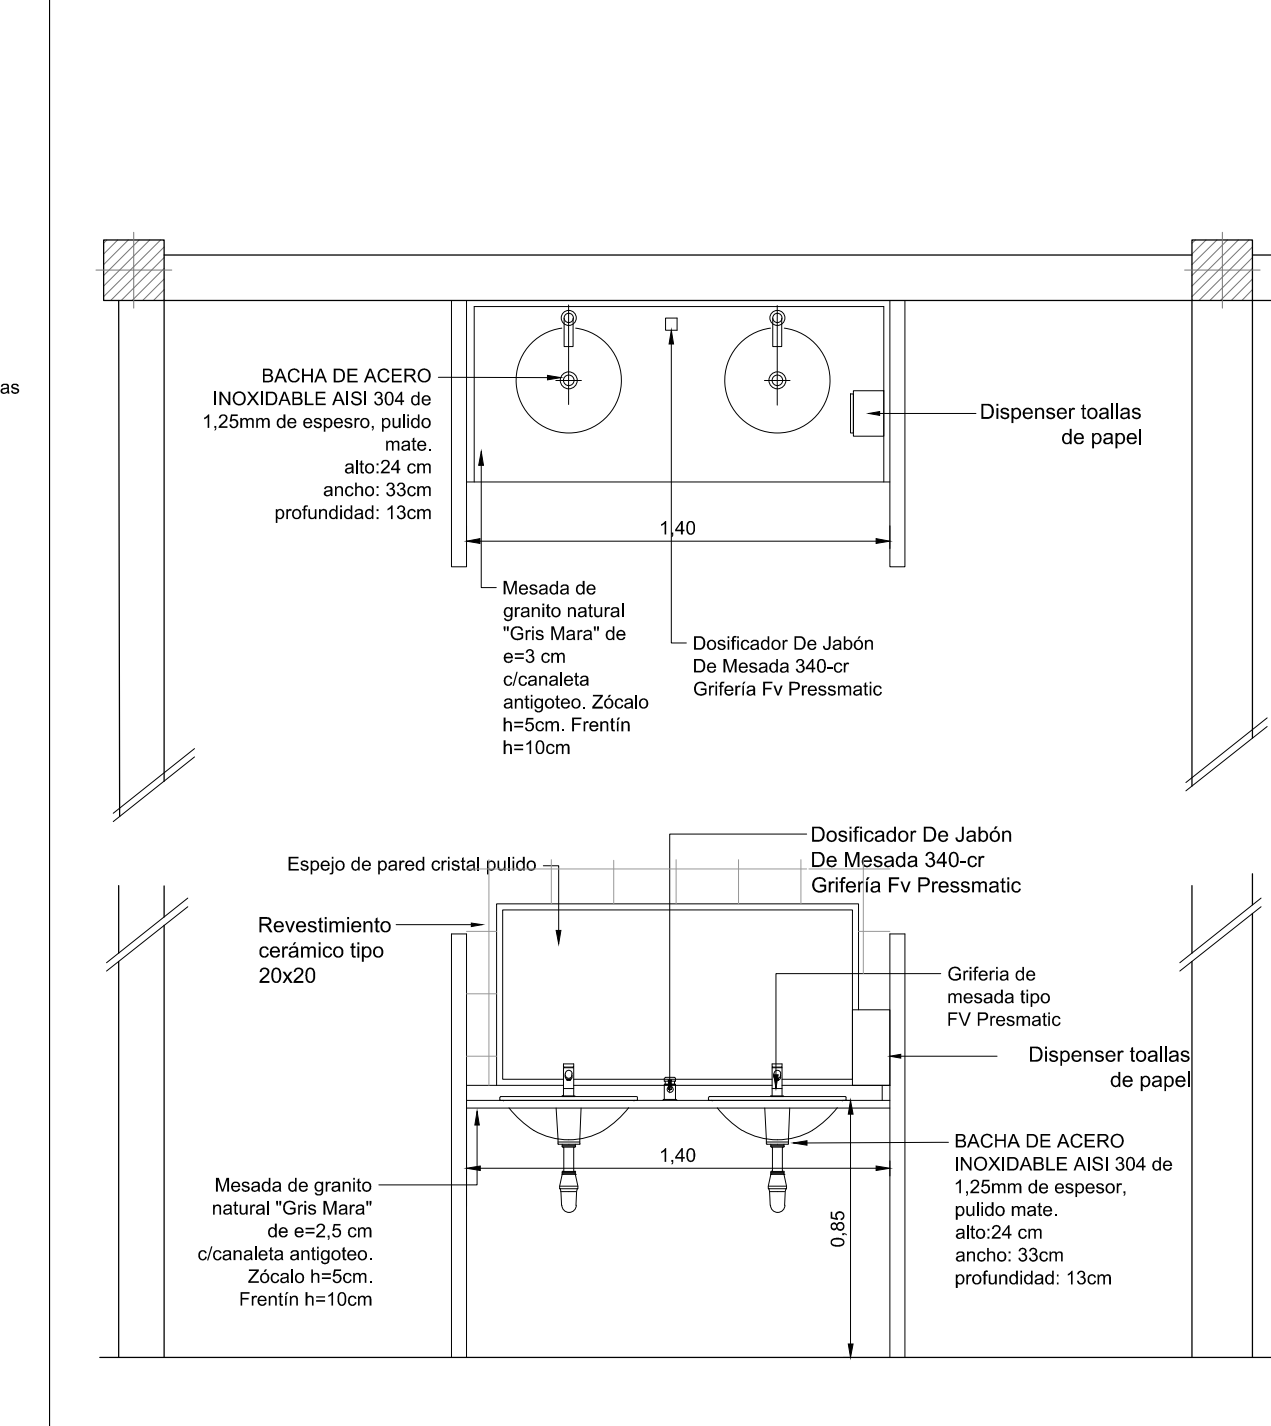 as
BACHA DE ACERO
INOXIDABLE AISI 304 de
1,25mm de espesro, pulido
mate.
alto:24 cm
ancho: 33cm
profundidad: 13cm
Dispenser toallas
de papel
1,40
Mesada de
granito natural
"Gris Mara" de
e=3 cm
c/canaleta
antigoteo. Zócalo
h=5cm. Frentín
h=10cm
Dosificador De Jabón
De Mesada 340-cr
Grifería Fv Pressmatic
Dosificador De Jabón
De Mesada 340-cr
Grifería Fv Pressmatic
Espejo de pared cristal pulido
Revestimiento
cerámico tipo
20x20
Griferia de
mesada tipo
FV Presmatic
Dispenser toallas
de papel
BACHA DE ACERO
INOXIDABLE AISI 304 de
1,25mm de espesor,
pulido mate.
alto:24 cm
ancho: 33cm
profundidad: 13cm
1,40
0,85
Mesada de granito
natural "Gris Mara"
de e=2,5 cm
c/canaleta antigoteo.
Zócalo h=5cm.
Frentín h=10cm